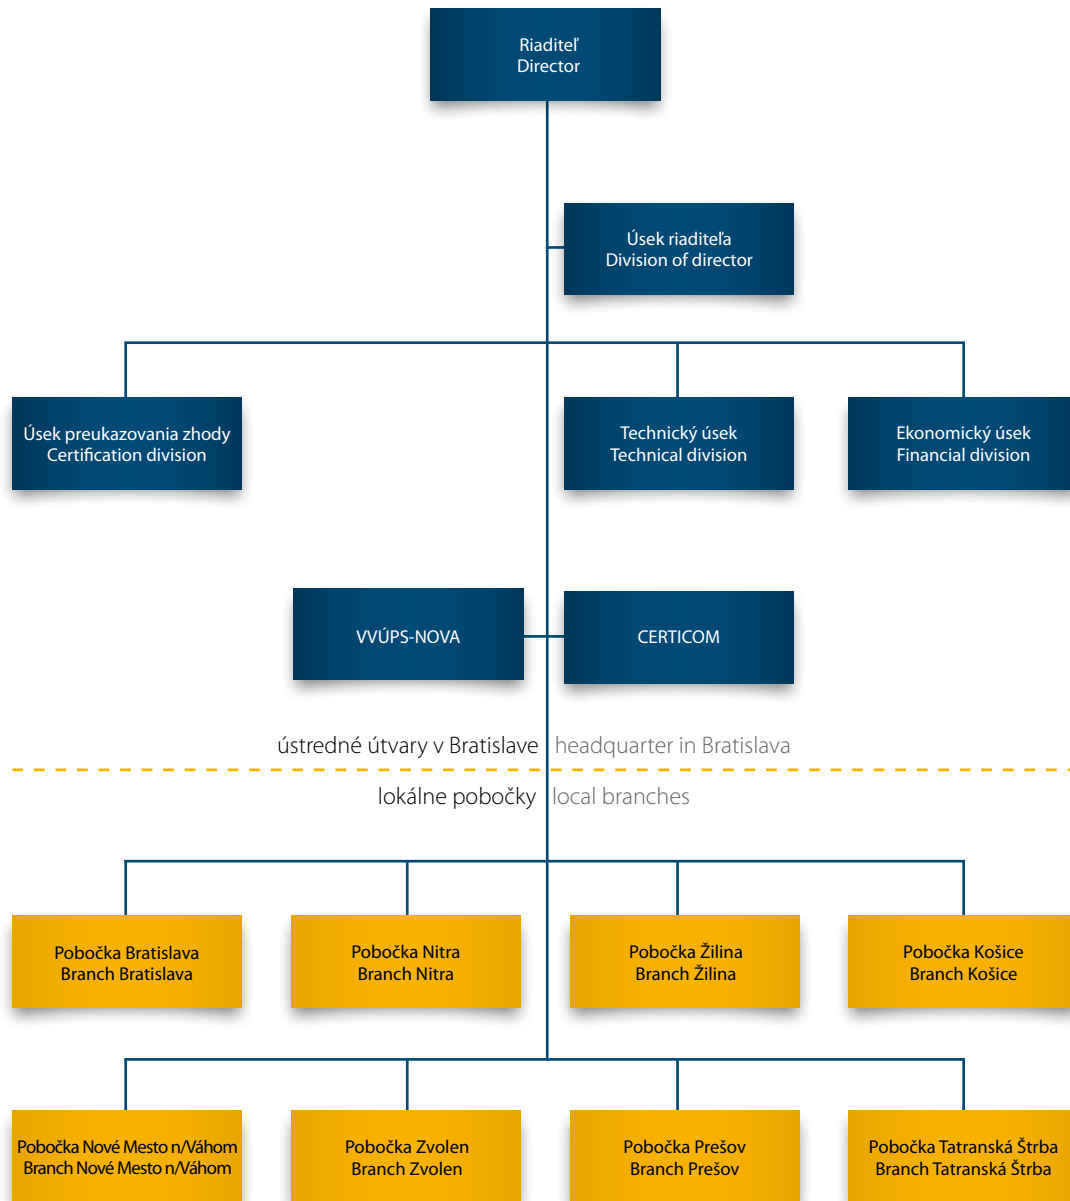 Riaditeľ
Director
Úsek riaditeľa
Division of director
Úsek preukazovania zhody
Certification division
Technický úsek
Technical division
Ekonomický úsek
Financial division
VVÚPS-NOVA
CERTICOM
ústredné útvary v Bratislave headquarter in Bratislava
lokálne pobočky local branches
Pobočka Bratislava
Branch Bratislava
Pobočka Nitra
Branch Nitra
Pobočka Žilina
Branch Žilina
Pobočka Košice
Branch Košice
Pobočka Nové Mesto n/Váhom
Branch Nové Mesto n/Váhom
Pobočka Zvolen
Branch Zvolen
Pobočka Prešov
Branch Prešov
Pobočka Tatranská Štrba
Branch Tatranská Štrba